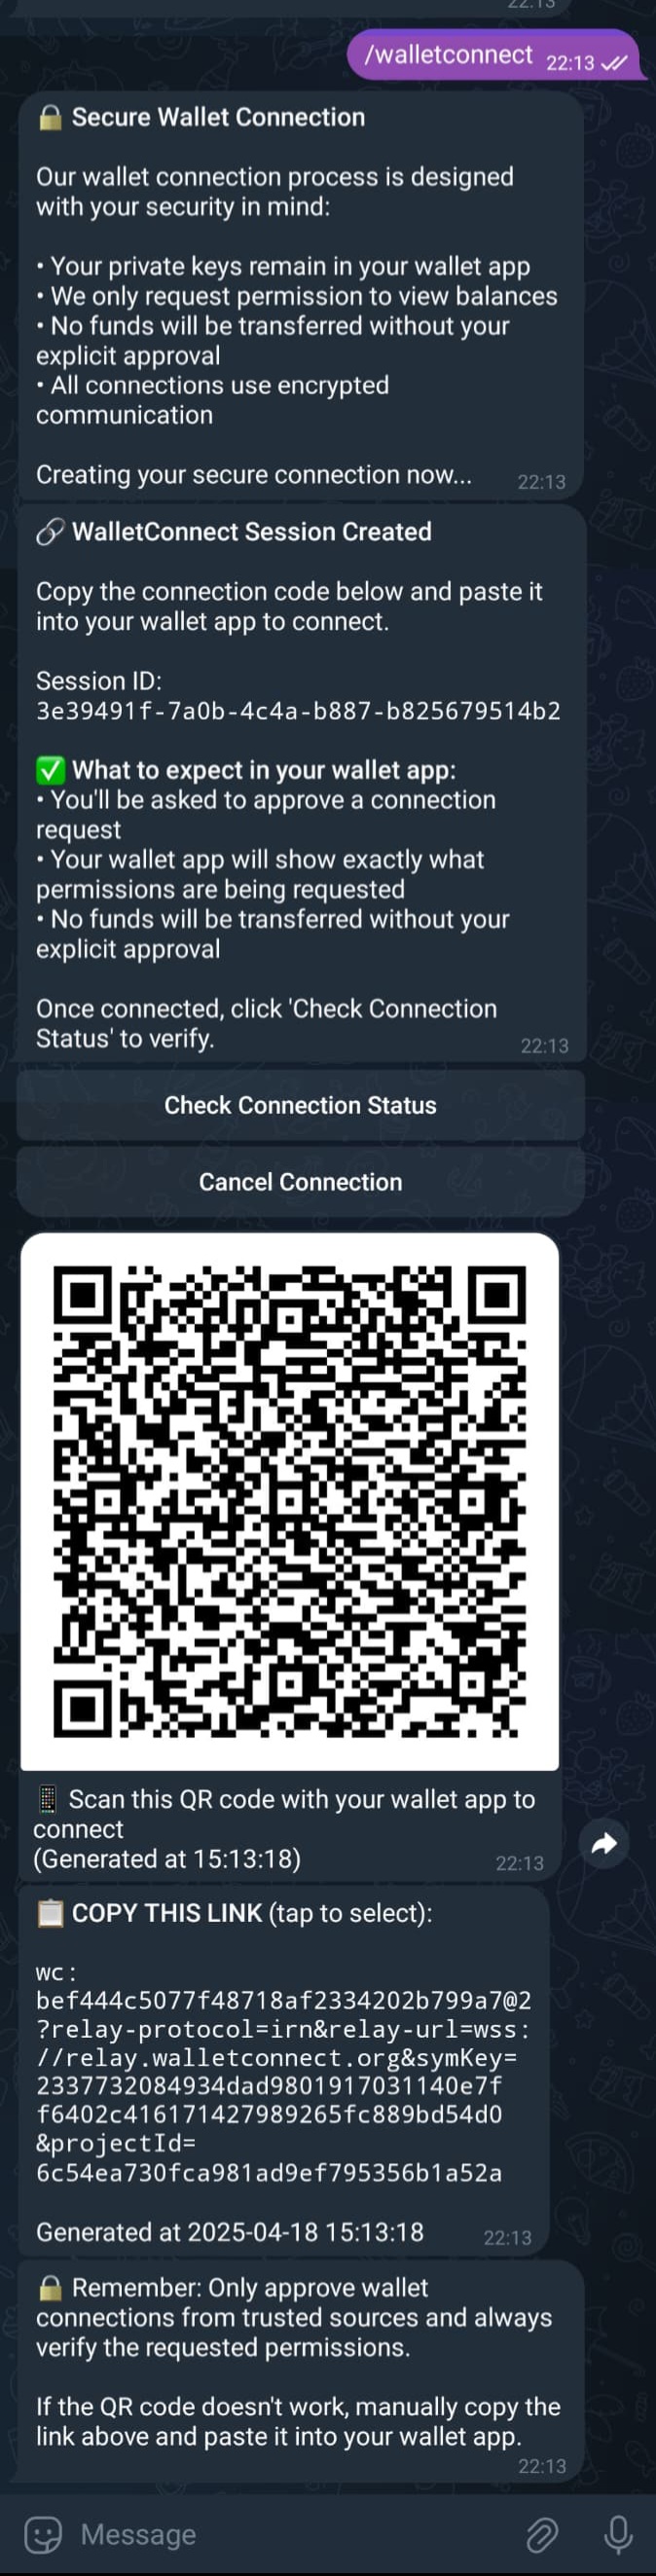 22:13
/walletconnect 22:13
🔒 Secure Wallet Connection
Our wallet connection process is designed
with your security in mind:
• Your private keys remain in your wallet app
• We only request permission to view balances
• No funds will be transferred without your
explicit approval
• All connections use encrypted
communication
Creating your secure connection now... 22:13
🔗 WalletConnect Session Created
Copy the connection code below and paste it
into your wallet app to connect.
Session ID:
3e39491f-7a0b-4c4a-b887-b825679514b2
✅ What to expect in your wallet app:
• You'll be asked to approve a connection
request
• Your wallet app will show exactly what
permissions are being requested
• No funds will be transferred without your
explicit approval
Once connected, click 'Check Connection
Status' to verify. 22:13
Check Connection Status
Cancel Connection
📱 Scan this QR code with your wallet app to
connect
(Generated at 15:13:18) 22:13
📋 COPY THIS LINK (tap to select):
wc:
bef444c5077f48718af2334202b799a7@2
?relay-protocol=irn&relay-url=wss:
//relay.walletconnect.org&symKey=
2337732084934dad9801917031140e7f
f6402c416171427989265fc889bd54d0
&projectId=
6c54ea730fca981ad9ef795356b1a52a
Generated at 2025-04-18 15:13:18 22:13
🔒 Remember: Only approve wallet
connections from trusted sources and always
verify the requested permissions.
If the QR code doesn't work, manually copy the
link above and paste it into your wallet app.
22:13
Message